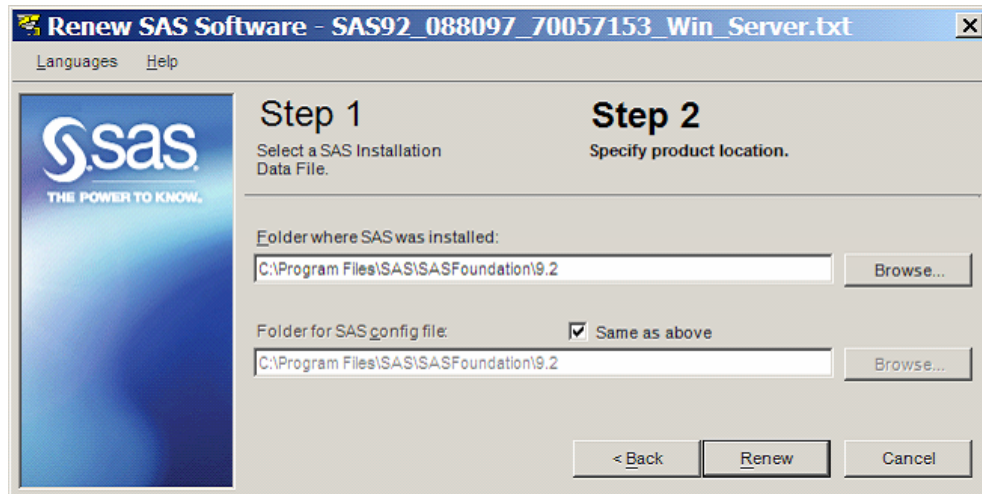 Renew SAS Software - SAS92_088097_70057153_Win_Server.txt
Languages Help
sas
THE POWER TO KNOW.
Step 1
Select a SAS Installation
Data File.
Step 2
Specify product location.
Folder where SAS was installed:
C:\Program Files\SAS\SASFoundation\9.2
Browse...
Folder for SAS config file:
Same as above
C:\Program Files\SAS\SASFoundation\9.2
Browse...
< Back
Renew
Cancel